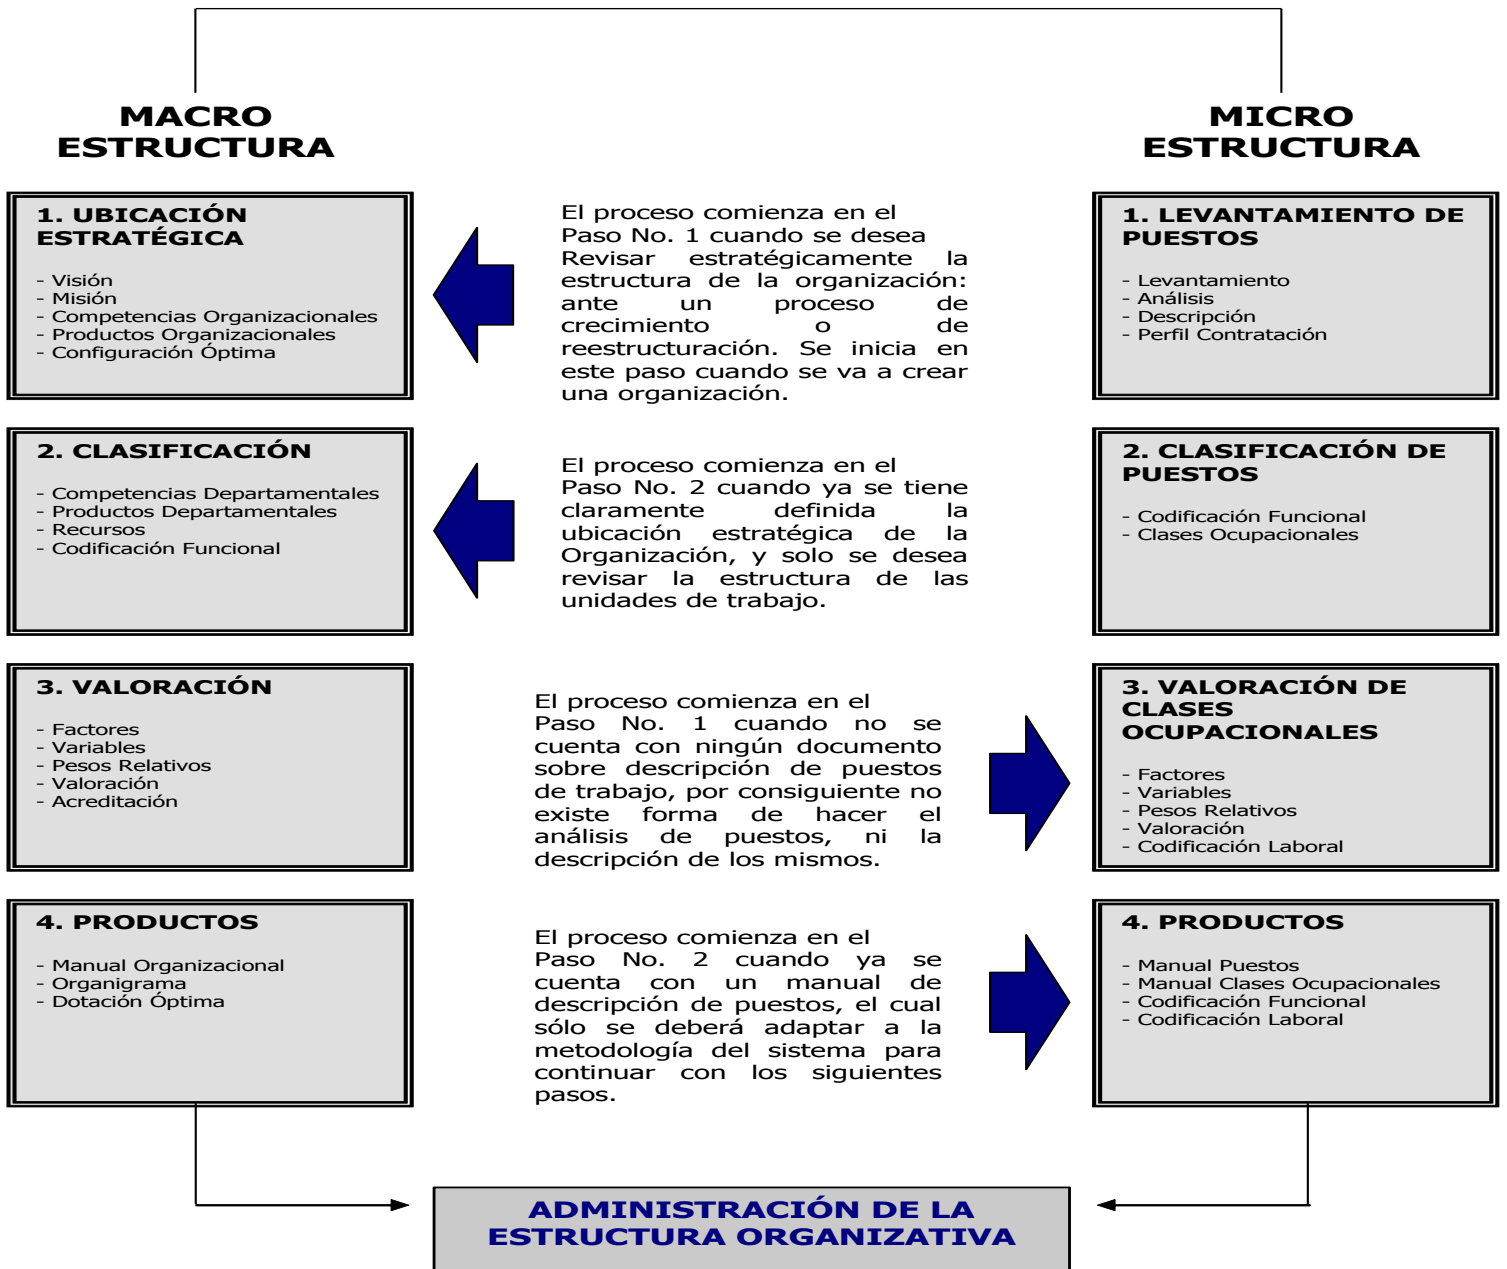 MACRO
ESTRUCTURA
1. UBICACIÓN
ESTRATÉGICA
- Visión
- Misión
- Competencias Organizacionales
- Productos Organizacionales
- Configuración Óptima
2. CLASIFICACIÓN
- Competencias Departamentales
- Productos Departamentales
- Recursos
- Codificación Funcional
3. VALORACIÓN
- Factores
- Variables
- Pesos Relativos
- Valoración
- Acreditación
4. PRODUCTOS
- Manual Organizacional
- Organigrama
- Dotación Óptima
El proceso comienza en el
Paso No. 1 cuando se desea
Revisar estratégicamente la
estructura de la organización:
ante un proceso de
crecimiento o de
reestructuración. Se inicia en
este paso cuando se va a crear
una organización.
El proceso comienza en el
Paso No. 2 cuando ya se tiene
claramente definida la
ubicación estratégica de la
Organización, y solo se desea
revisar la estructura de las
unidades de trabajo.
El proceso comienza en el
Paso No. 1 cuando no se
cuenta con ningún documento
sobre descripción de puestos
de trabajo, por consiguiente no
existe forma de hacer el
análisis de puestos, ni la
descripción de los mismos.
El proceso comienza en el
Paso No. 2 cuando ya se
cuenta con un manual de
descripción de puestos, el cual
sólo se deberá adaptar a la
metodología del sistema para
continuar con los siguientes
pasos.
MICRO
ESTRUCTURA
1. LEVANTAMIENTO DE
PUESTOS
- Levantamiento
- Análisis
- Descripción
- Perfil Contratación
2. CLASIFICACIÓN DE
PUESTOS
- Codificación Funcional
- Clases Ocupacionales
3. VALORACIÓN DE
CLASES
OCUPACIONALES
- Factores
- Variables
- Pesos Relativos
- Valoración
- Codificación Laboral
4. PRODUCTOS
- Manual Puestos
- Manual Clases Ocupacionales
- Codificación Funcional
- Codificación Laboral
ADMINISTRACIÓN DE LA
ESTRUCTURA ORGANIZATIVA